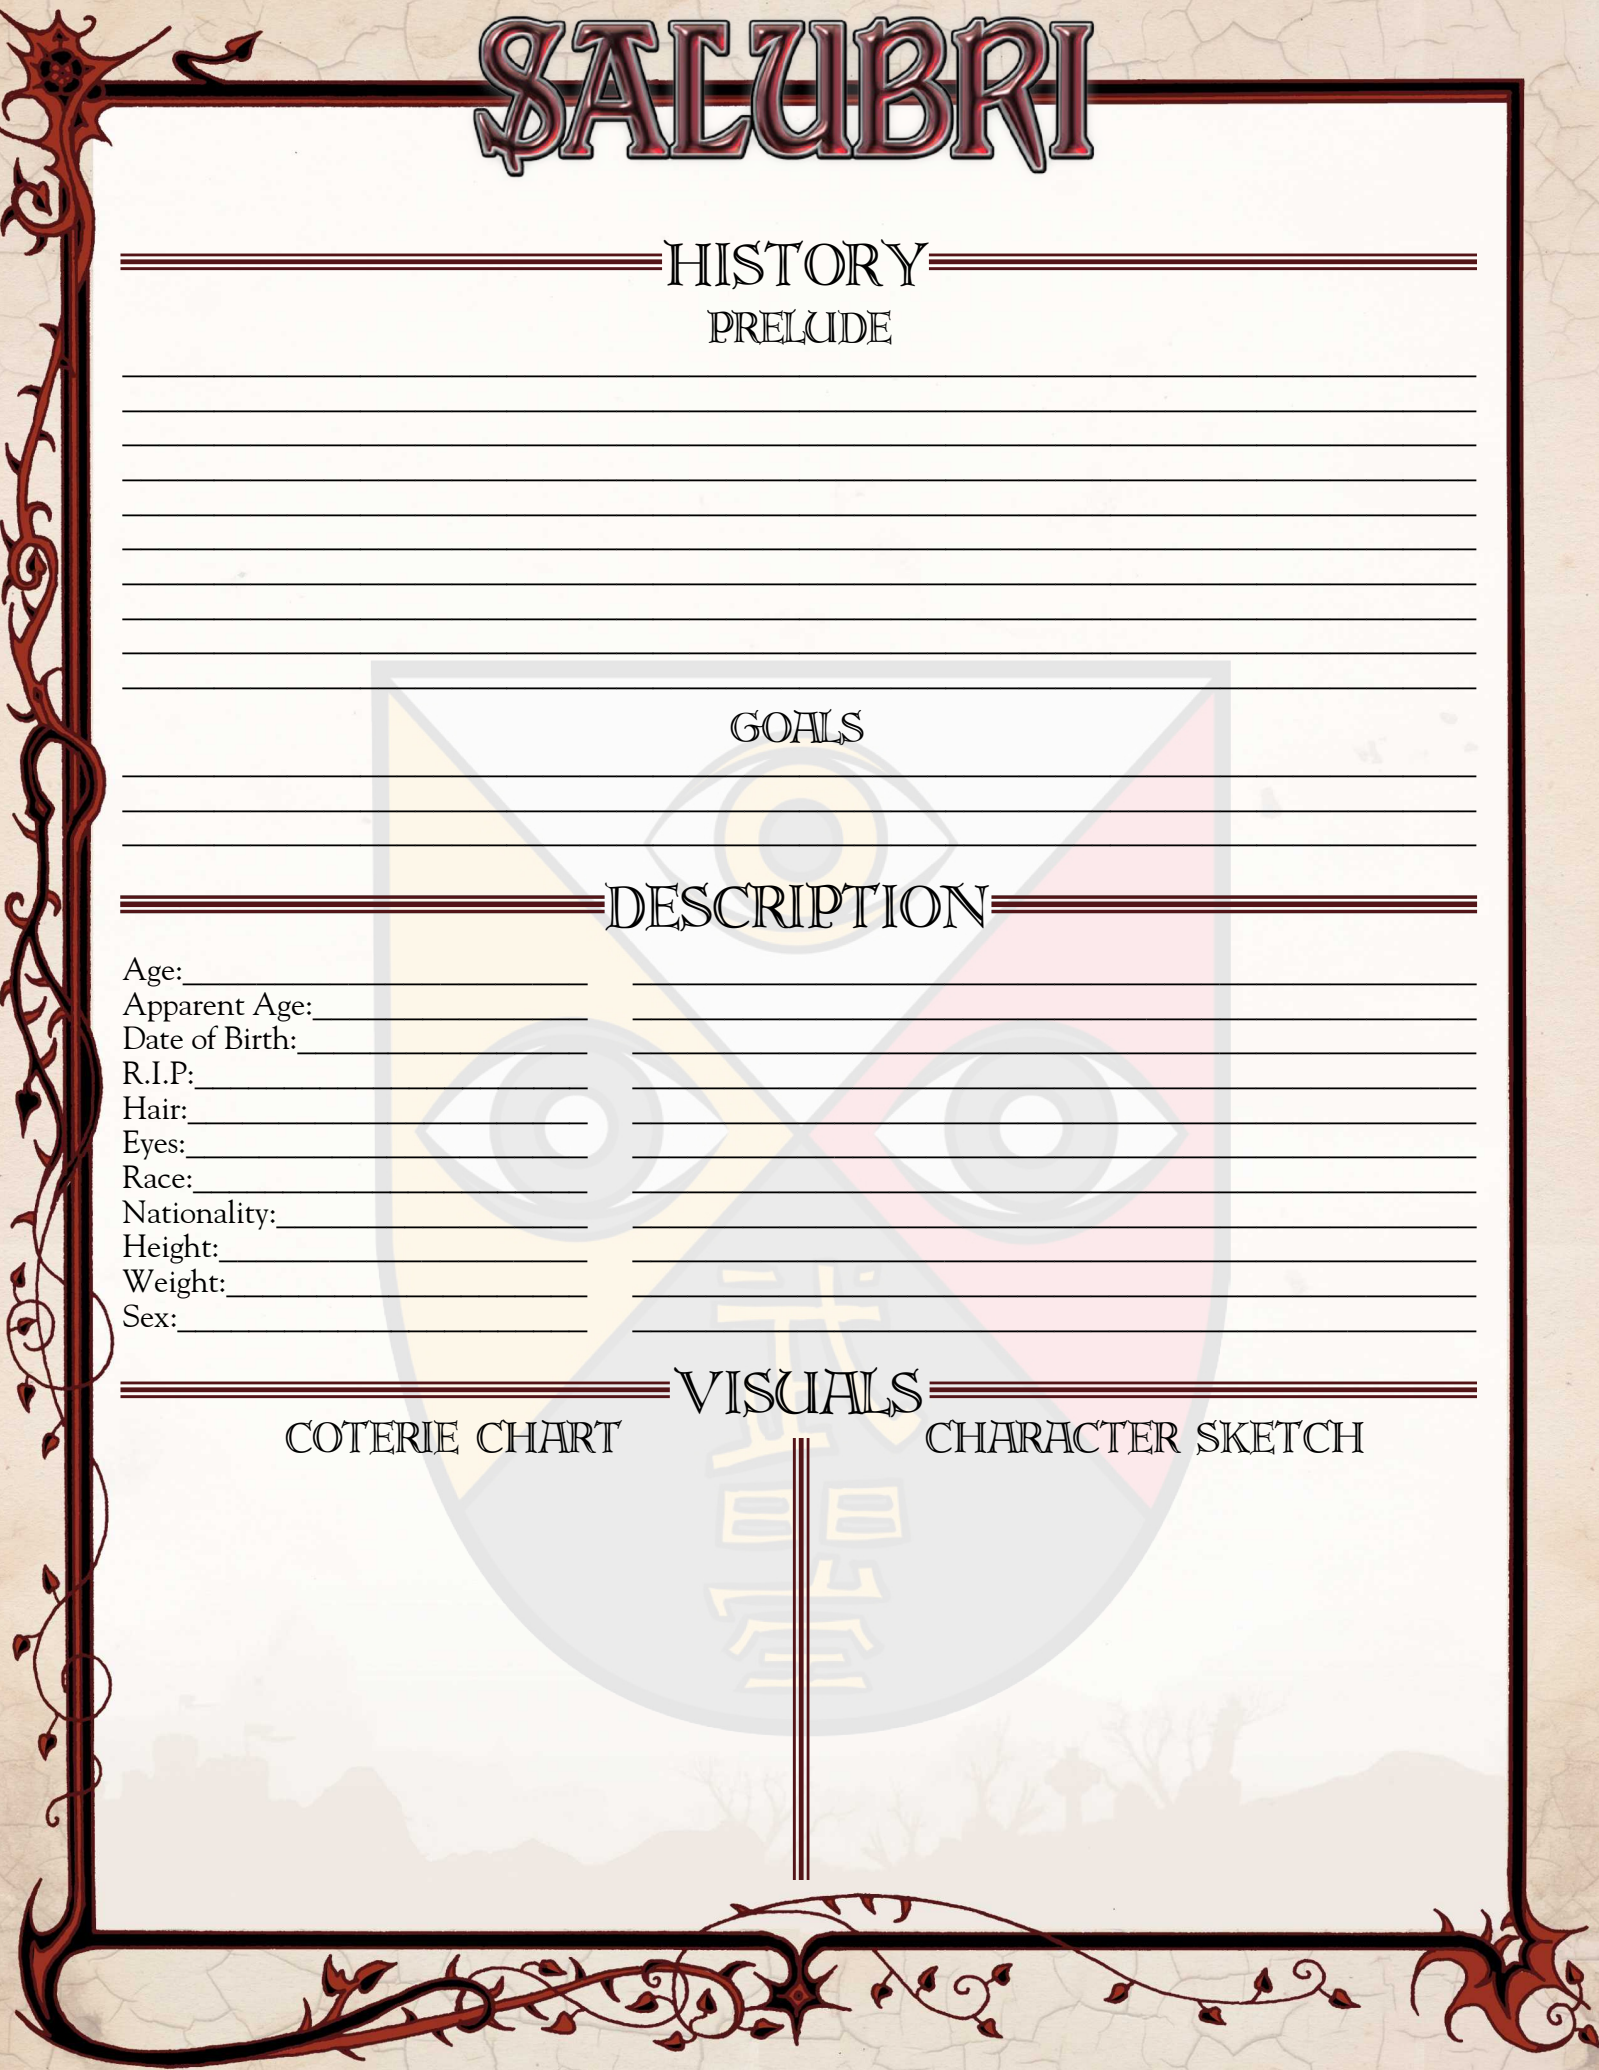 SALUBRI
HISTORY
PRELUDE
GOALS
DESCRIPTION
Age:
Apparent Age:
Date of Birth:
R.I.P:
Hair:
Eyes:
Race:
Nationality:
Height:
Weight:
Sex:
VISUALS
COTERIE CHART
CHARACTER SKETCH